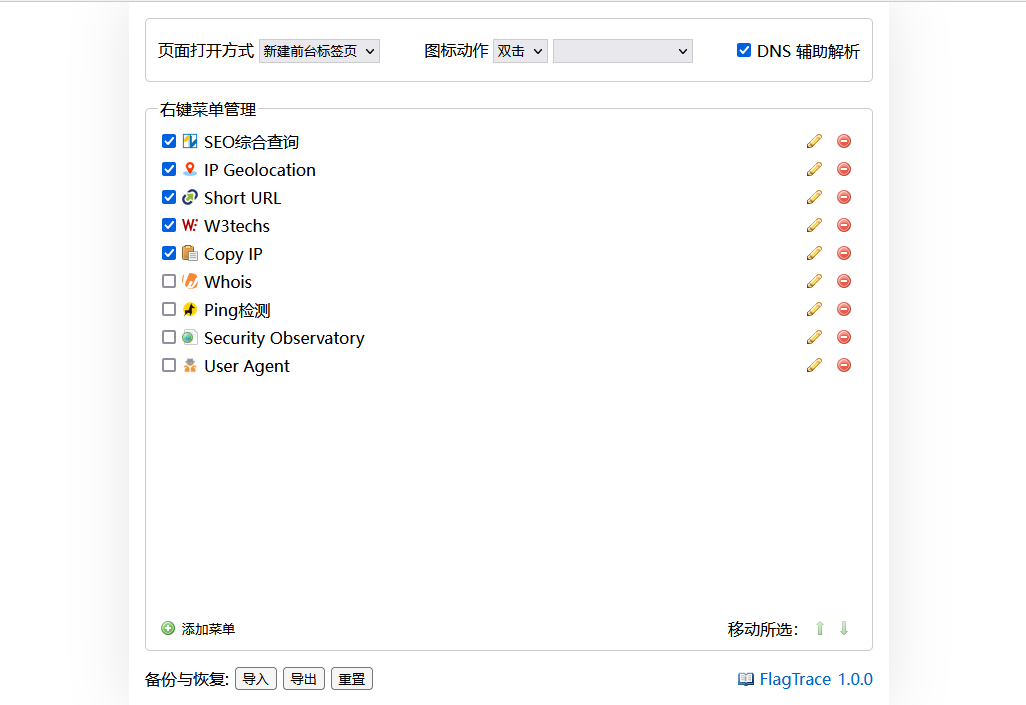 页面打开方式 新建前台标签页 图标动作 双击 DNS 辅助解析
右键菜单管理
SEO综合查询
IP Geolocation
Short URL
W3techs
Copy IP
Whois
Ping检测
Security Observatory
User Agent
添加菜单 移动所选：
备份与恢复: 导入 导出 重置 FlagTrace 1.0.0